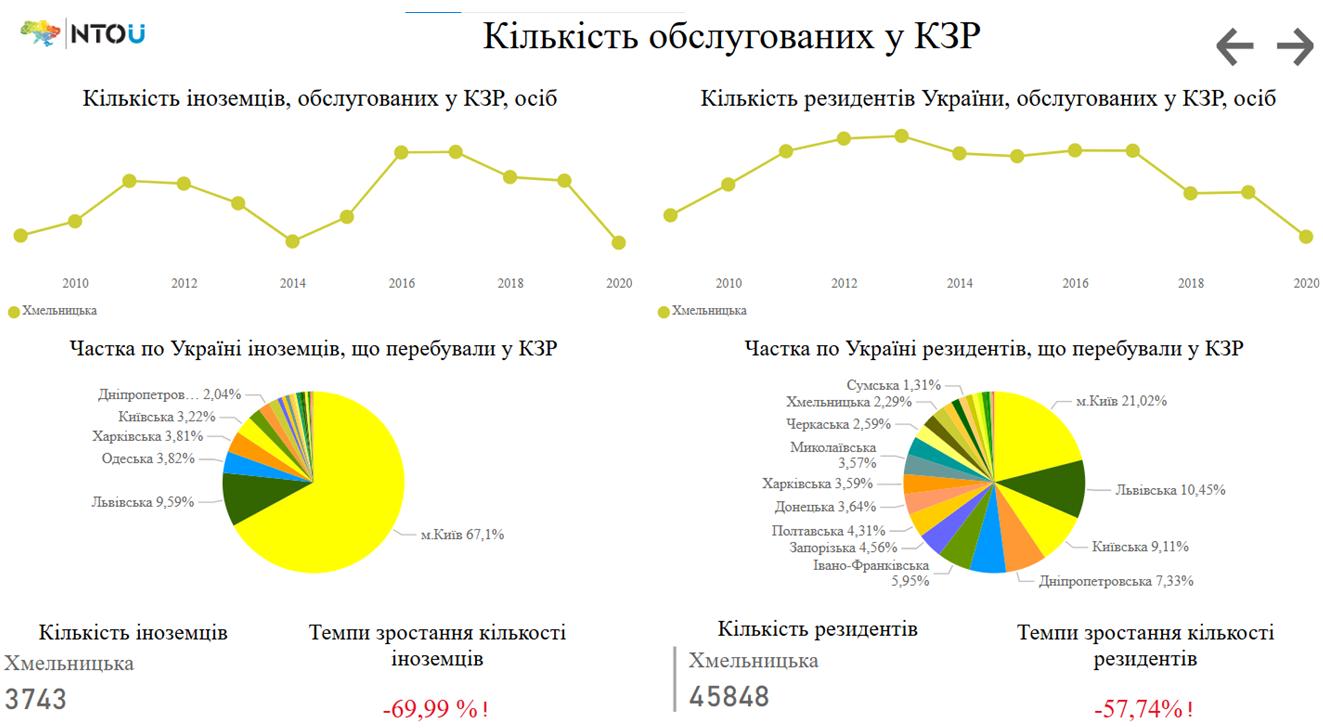 NTOU
Кількість обслугованих у КЗР
Кількість іноземців, обслугованих у КЗР, осіб
2010 2012 2014 2016 2018 2020
Хмельницька
Кількість резидентів України, обслугованих у КЗР, осіб
2010 2012 2014 2016 2018 2020
Хмельницька
Частка по Україні іноземців, що перебували у КЗР
Дніпропетров… 2,04%
Київська 3,22%
Харківська 3,81%
Одеська 3,82%
Львівська 9,59%
м.Київ 67,1%
Частка по Україні резидентів, що перебували у КЗР
Сумська 1,31%
Хмельницька 2,29%
Черкаська 2,59%
Миколаївська
3,57%
Харківська 3,59%
Донецька 3,64%
Полтавська 4,31%
Запорізька 4,56%
Івано-Франківська
5,95%
м.Київ 21,02%
Львівська 10,45%
Київська 9,11%
Дніпропетровська 7,33%
Кількість іноземців
Хмельницька
3743
Темпи зростання кількості
іноземців
-69,99 % !
Кількість резидентів
Хмельницька
45848
Темпи зростання кількості
резидентів
-57,74% !